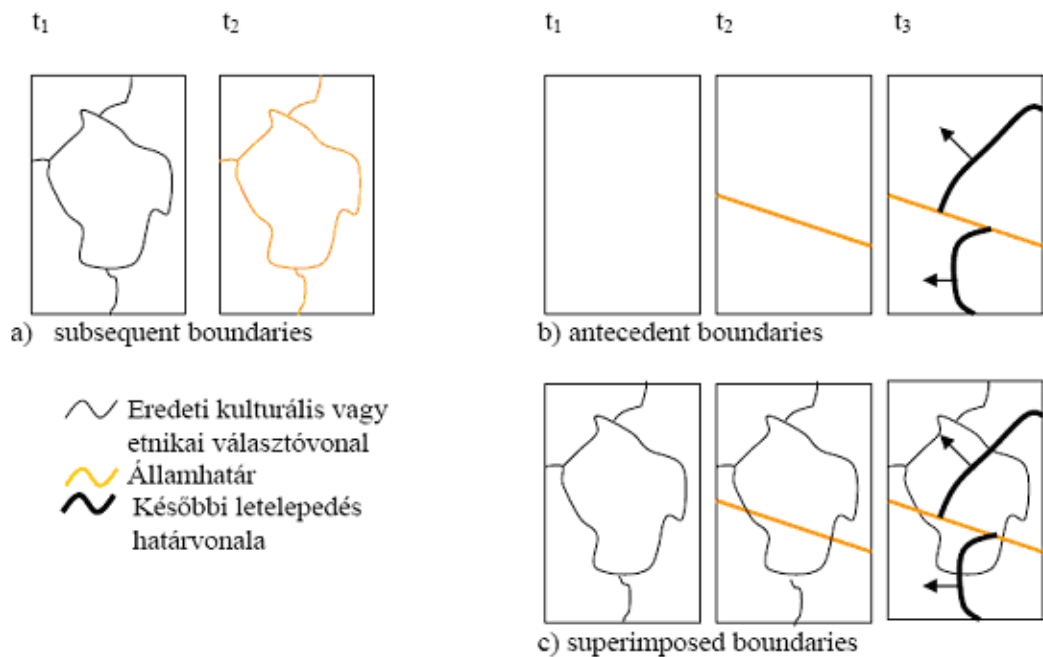 t₁ t₂ t₁ t₂ t₃
a) subsequent boundaries
b) antecedent boundaries
Eredeti kulturális vagy
etnikai választóvonal
Államhatár
Későbbi letelepedés
határvonala
c) superimposed boundaries